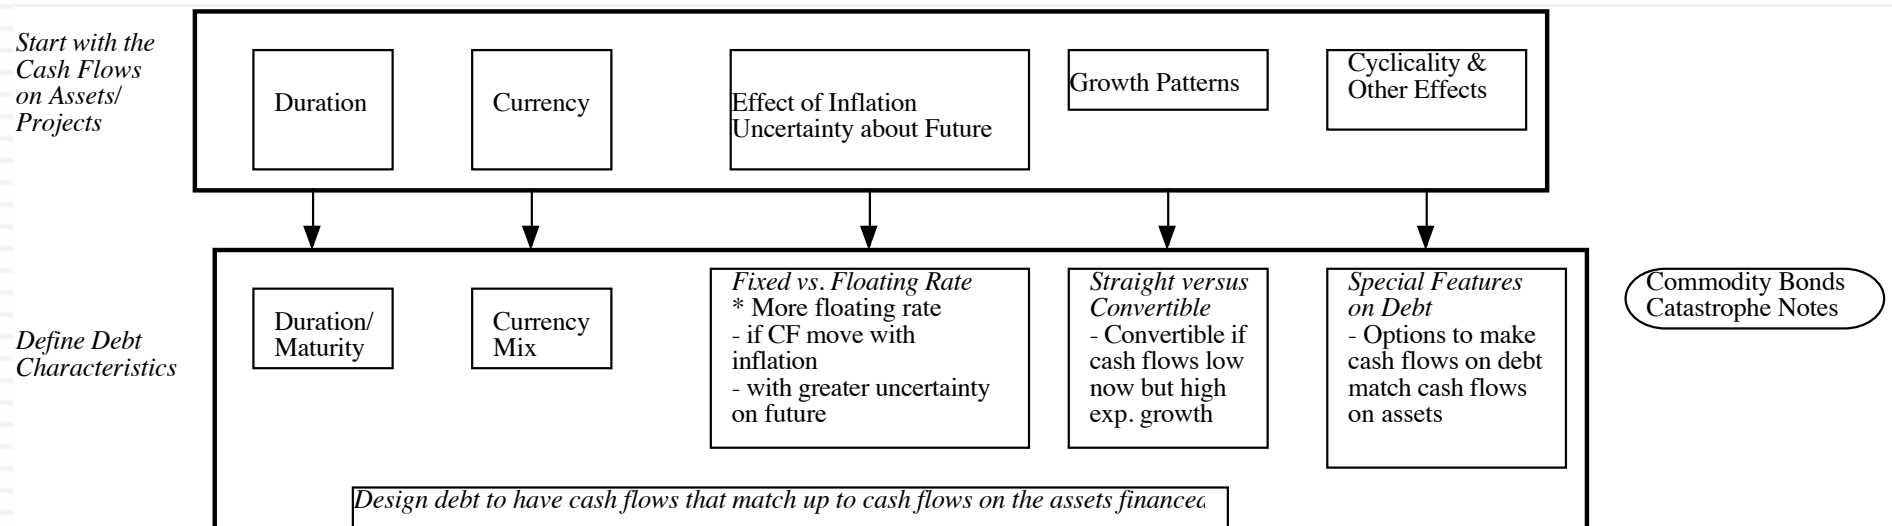 Start with the
Cash Flows
on Assets/
Projects
Duration
Currency
Effect of Inflation
Uncertainty about Future
Growth Patterns
Cyclicality &
Other Effects
Define Debt
Characteristics
Duration/
Maturity
Currency
Mix
Fixed vs. Floating Rate
* More floating rate
- if CF move with
inflation
- with greater uncertainty
on future
Straight versus
Convertible
- Convertible if
cash flows low
now but high
exp. growth
Special Features
on Debt
- Options to make
cash flows on debt
match cash flows
on assets
Commodity Bonds
Catastrophe Notes
Design debt to have cash flows that match up to cash flows on the assets financed